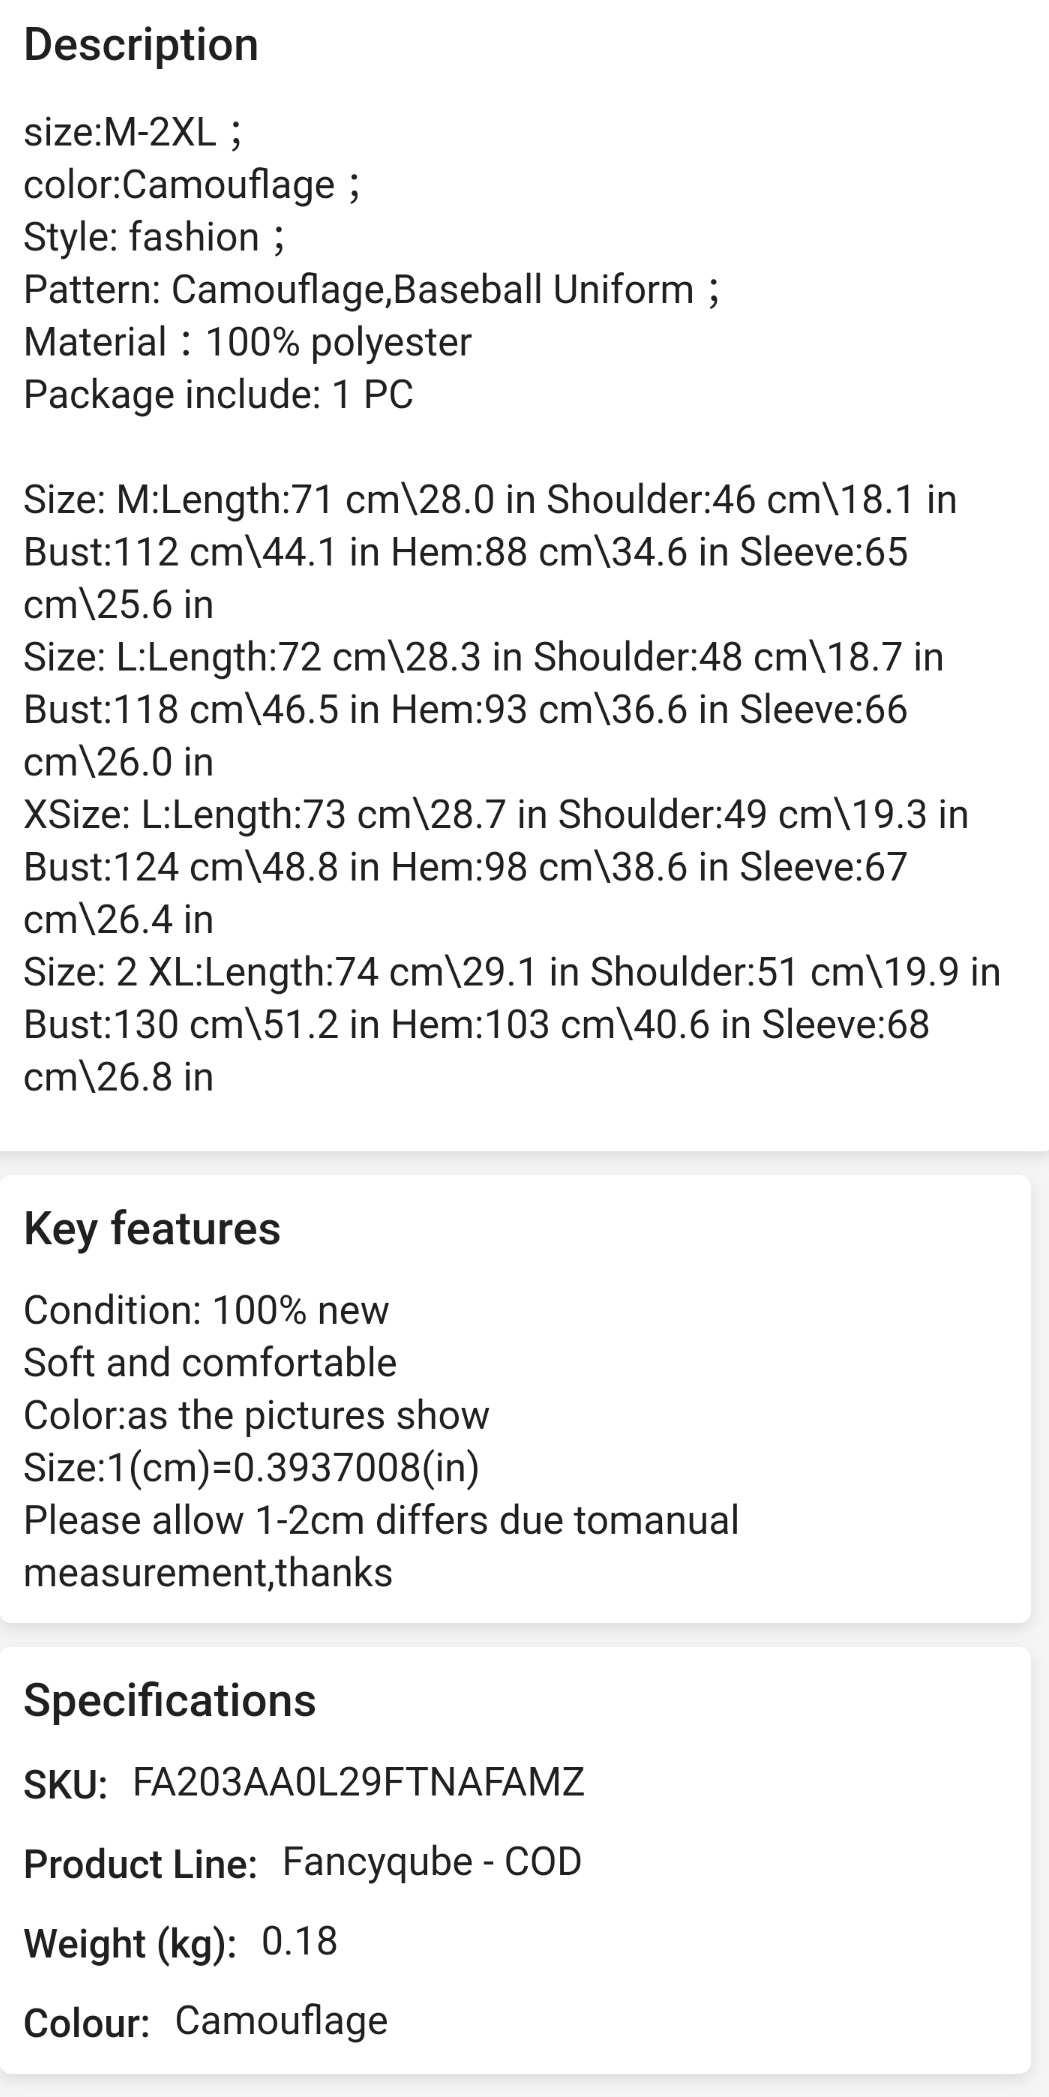 Description
size:M-2XL；
color:Camouflage；
Style: fashion；
Pattern: Camouflage,Baseball Uniform；
Material：100% polyester
Package include: 1 PC
Size: M:Length:71 cm\28.0 in Shoulder:46 cm\18.1 in
Bust:112 cm\44.1 in Hem:88 cm\34.6 in Sleeve:65
cm\25.6 in
Size: L:Length:72 cm\28.3 in Shoulder:48 cm\18.7 in
Bust:118 cm\46.5 in Hem:93 cm\36.6 in Sleeve:66
cm\26.0 in
XSize: L:Length:73 cm\28.7 in Shoulder:49 cm\19.3 in
Bust:124 cm\48.8 in Hem:98 cm\38.6 in Sleeve:67
cm\26.4 in
Size: 2 XL:Length:74 cm\29.1 in Shoulder:51 cm\19.9 in
Bust:130 cm\51.2 in Hem:103 cm\40.6 in Sleeve:68
cm\26.8 in
Key features
Condition: 100% new
Soft and comfortable
Color:as the pictures show
Size:1(cm)=0.3937008(in)
Please allow 1-2cm differs due tomanual
measurement,thanks
Specifications
SKU: FA203AA0L29FTNAFAMZ
Product Line: Fancyqube - COD
Weight (kg): 0.18
Colour: Camouflage